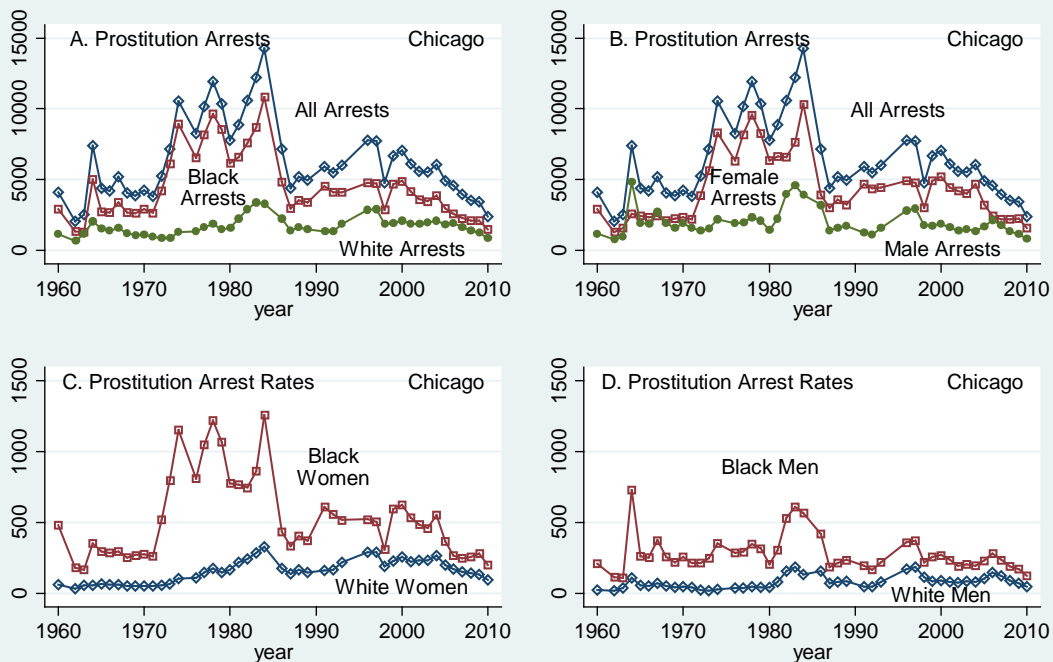 A. Prostitution Arrests Chicago
15000
10000
5000
0
All Arrests
Black
Arrests
White Arrests
1960 1970 1980 1990 2000 2010
year
B. Prostitution Arrests Chicago
15000
10000
5000
0
All Arrests
Female
Arrests
Male Arrests
1960 1970 1980 1990 2000 2010
year
C. Prostitution Arrest Rates Chicago
1500
1000
500
0
Black
Women
White Women
1960 1970 1980 1990 2000 2010
year
D. Prostitution Arrest Rates Chicago
1500
1000
500
0
Black Men
White Men
1960 1970 1980 1990 2000 2010
year